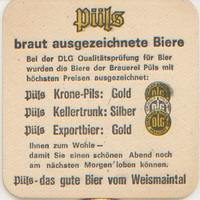 Püls
braut ausgezeichnete Biere
Bei der DLG Qualitätsprüfung für Bier
wurden die Biere der Brauerei Püls mit
höchsten Preisen ausgezeichnet:
Püls Krone-Pils: Gold
Püls Kellertrunk: Silber
Püls Exportbier: Gold
Ihnen zum Wohle -
damit Sie einen schönen Abend noch
am nächsten Morgen loben können.
Püls - das gute Bier vom Weismaintal